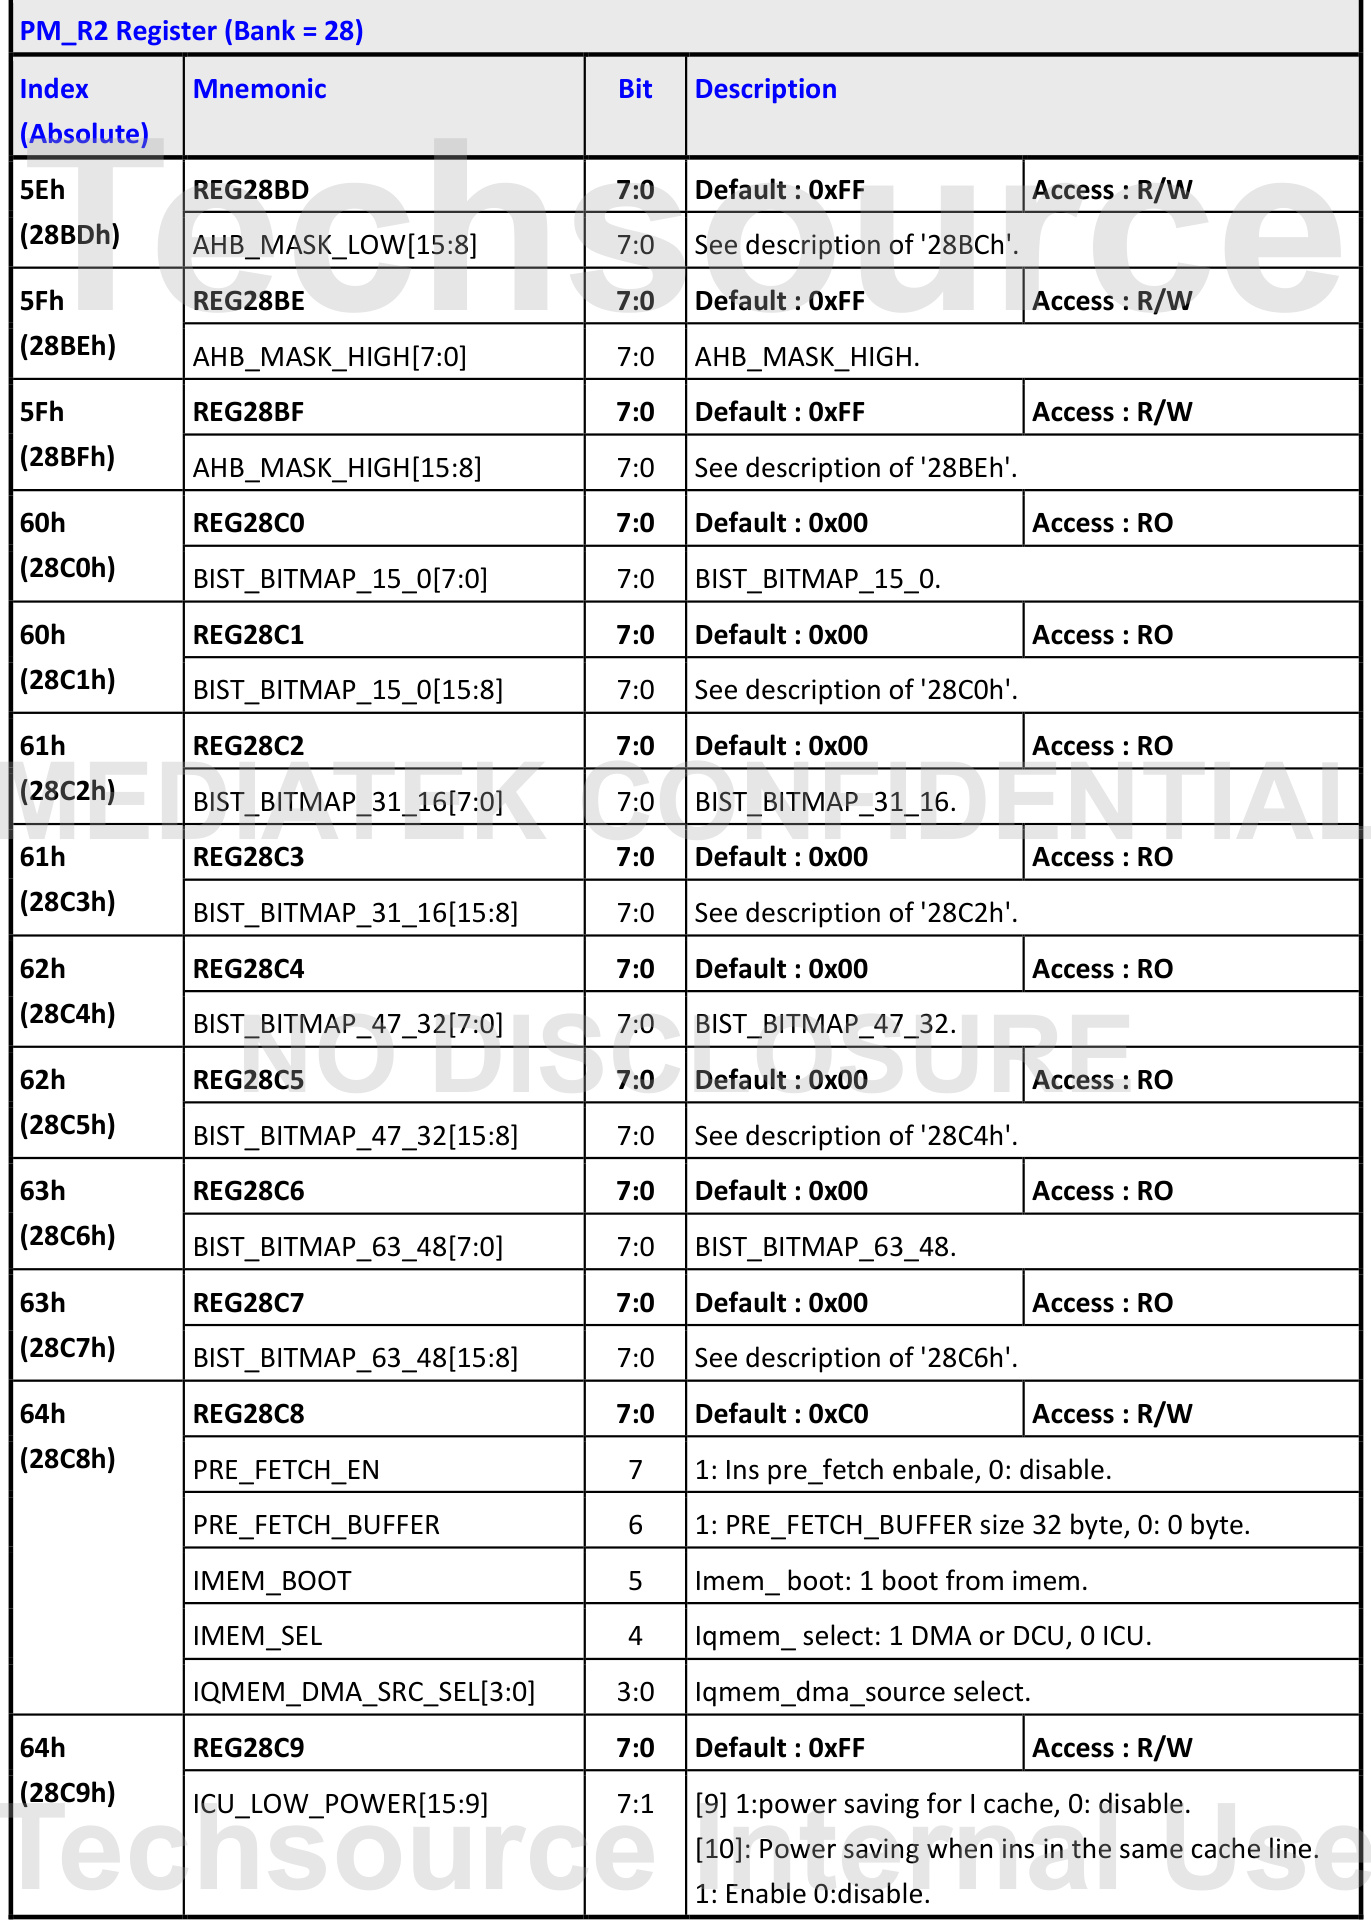 PM_R2 Register (Bank = 28)
Index (Absolute) Mnemonic Bit Description
5Eh (28BDh) REG28BD 7:0 Default : 0xFF Access : R/W
AHB_MASK_LOW[15:8] 7:0 See description of '28BCh'.
5Fh (28BEh) REG28BE 7:0 Default : 0xFF Access : R/W
AHB_MASK_HIGH[7:0] 7:0 AHB_MASK_HIGH.
5Fh (28BFh) REG28BF 7:0 Default : 0xFF Access : R/W
AHB_MASK_HIGH[15:8] 7:0 See description of '28BEh'.
60h (28C0h) REG28C0 7:0 Default : 0x00 Access : RO
BIST_BITMAP_15_0[7:0] 7:0 BIST_BITMAP_15_0.
60h (28C1h) REG28C1 7:0 Default : 0x00 Access : RO
BIST_BITMAP_15_0[15:8] 7:0 See description of '28C0h'.
61h (28C2h) REG28C2 7:0 Default : 0x00 Access : RO
BIST_BITMAP_31_16[7:0] 7:0 BIST_BITMAP_31_16.
61h (28C3h) REG28C3 7:0 Default : 0x00 Access : RO
BIST_BITMAP_31_16[15:8] 7:0 See description of '28C2h'.
62h (28C4h) REG28C4 7:0 Default : 0x00 Access : RO
BIST_BITMAP_47_32[7:0] 7:0 BIST_BITMAP_47_32.
62h (28C5h) REG28C5 7:0 Default : 0x00 Access : RO
BIST_BITMAP_47_32[15:8] 7:0 See description of '28C4h'.
63h (28C6h) REG28C6 7:0 Default : 0x00 Access : RO
BIST_BITMAP_63_48[7:0] 7:0 BIST_BITMAP_63_48.
63h (28C7h) REG28C7 7:0 Default : 0x00 Access : RO
BIST_BITMAP_63_48[15:8] 7:0 See description of '28C6h'.
64h (28C8h) REG28C8 7:0 Default : 0xC0 Access : R/W
PRE_FETCH_EN 7 1: Ins pre_fetch enbale, 0: disable.
PRE_FETCH_BUFFER 6 1: PRE_FETCH_BUFFER size 32 byte, 0: 0 byte.
IMEM_BOOT 5 Imem_ boot: 1 boot from imem.
IMEM_SEL 4 Iqmem_ select: 1 DMA or DCU, 0 ICU.
IQMEM_DMA_SRC_SEL[3:0] 3:0 Iqmem_dma_source select.
64h (28C9h) REG28C9 7:0 Default : 0xFF Access : R/W
ICU_LOW_POWER[15:9] 7:1 [9] 1:power saving for I cache, 0: disable.
[10]: Power saving when ins in the same cache line.
1: Enable 0:disable.
Techsource
MEDIATEK CONFIDENTIAL
NO DISCLOSURE
Techsource Internal Use